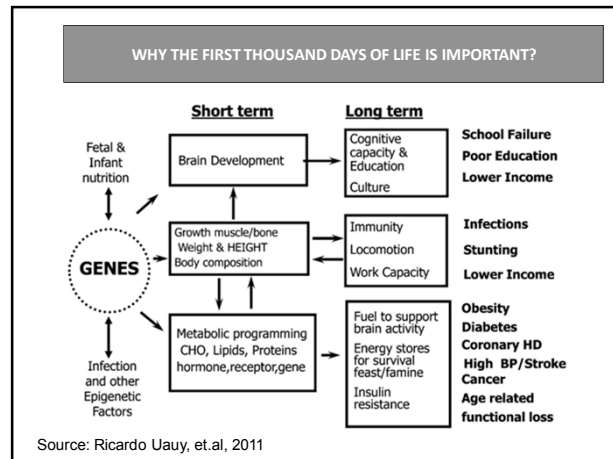 WHY THE FIRST THOUSAND DAYS OF LIFE IS IMPORTANT?
Short term
Long term
Fetal &
Infant
nutrition
GENES
Infection
and other
Epigenetic
Factors
Brain Development
Growth muscle/bone
Weight & HEIGHT
Body composition
Metabolic programming
CHO, Lipids, Proteins
hormone,receptor,gene
Cognitive
capacity &
Education
Culture
School Failure
Poor Education
Lower Income
Immunity
Locomotion
Work Capacity
Infections
Stunting
Lower Income
Fuel to support
brain activity
Energy stores
for survival
feast/famine
Insulin
resistance
Obesity
Diabetes
Coronary HD
High BP/Stroke
Cancer
Age related
functional loss
Source: Ricardo Uauy, et.al, 2011